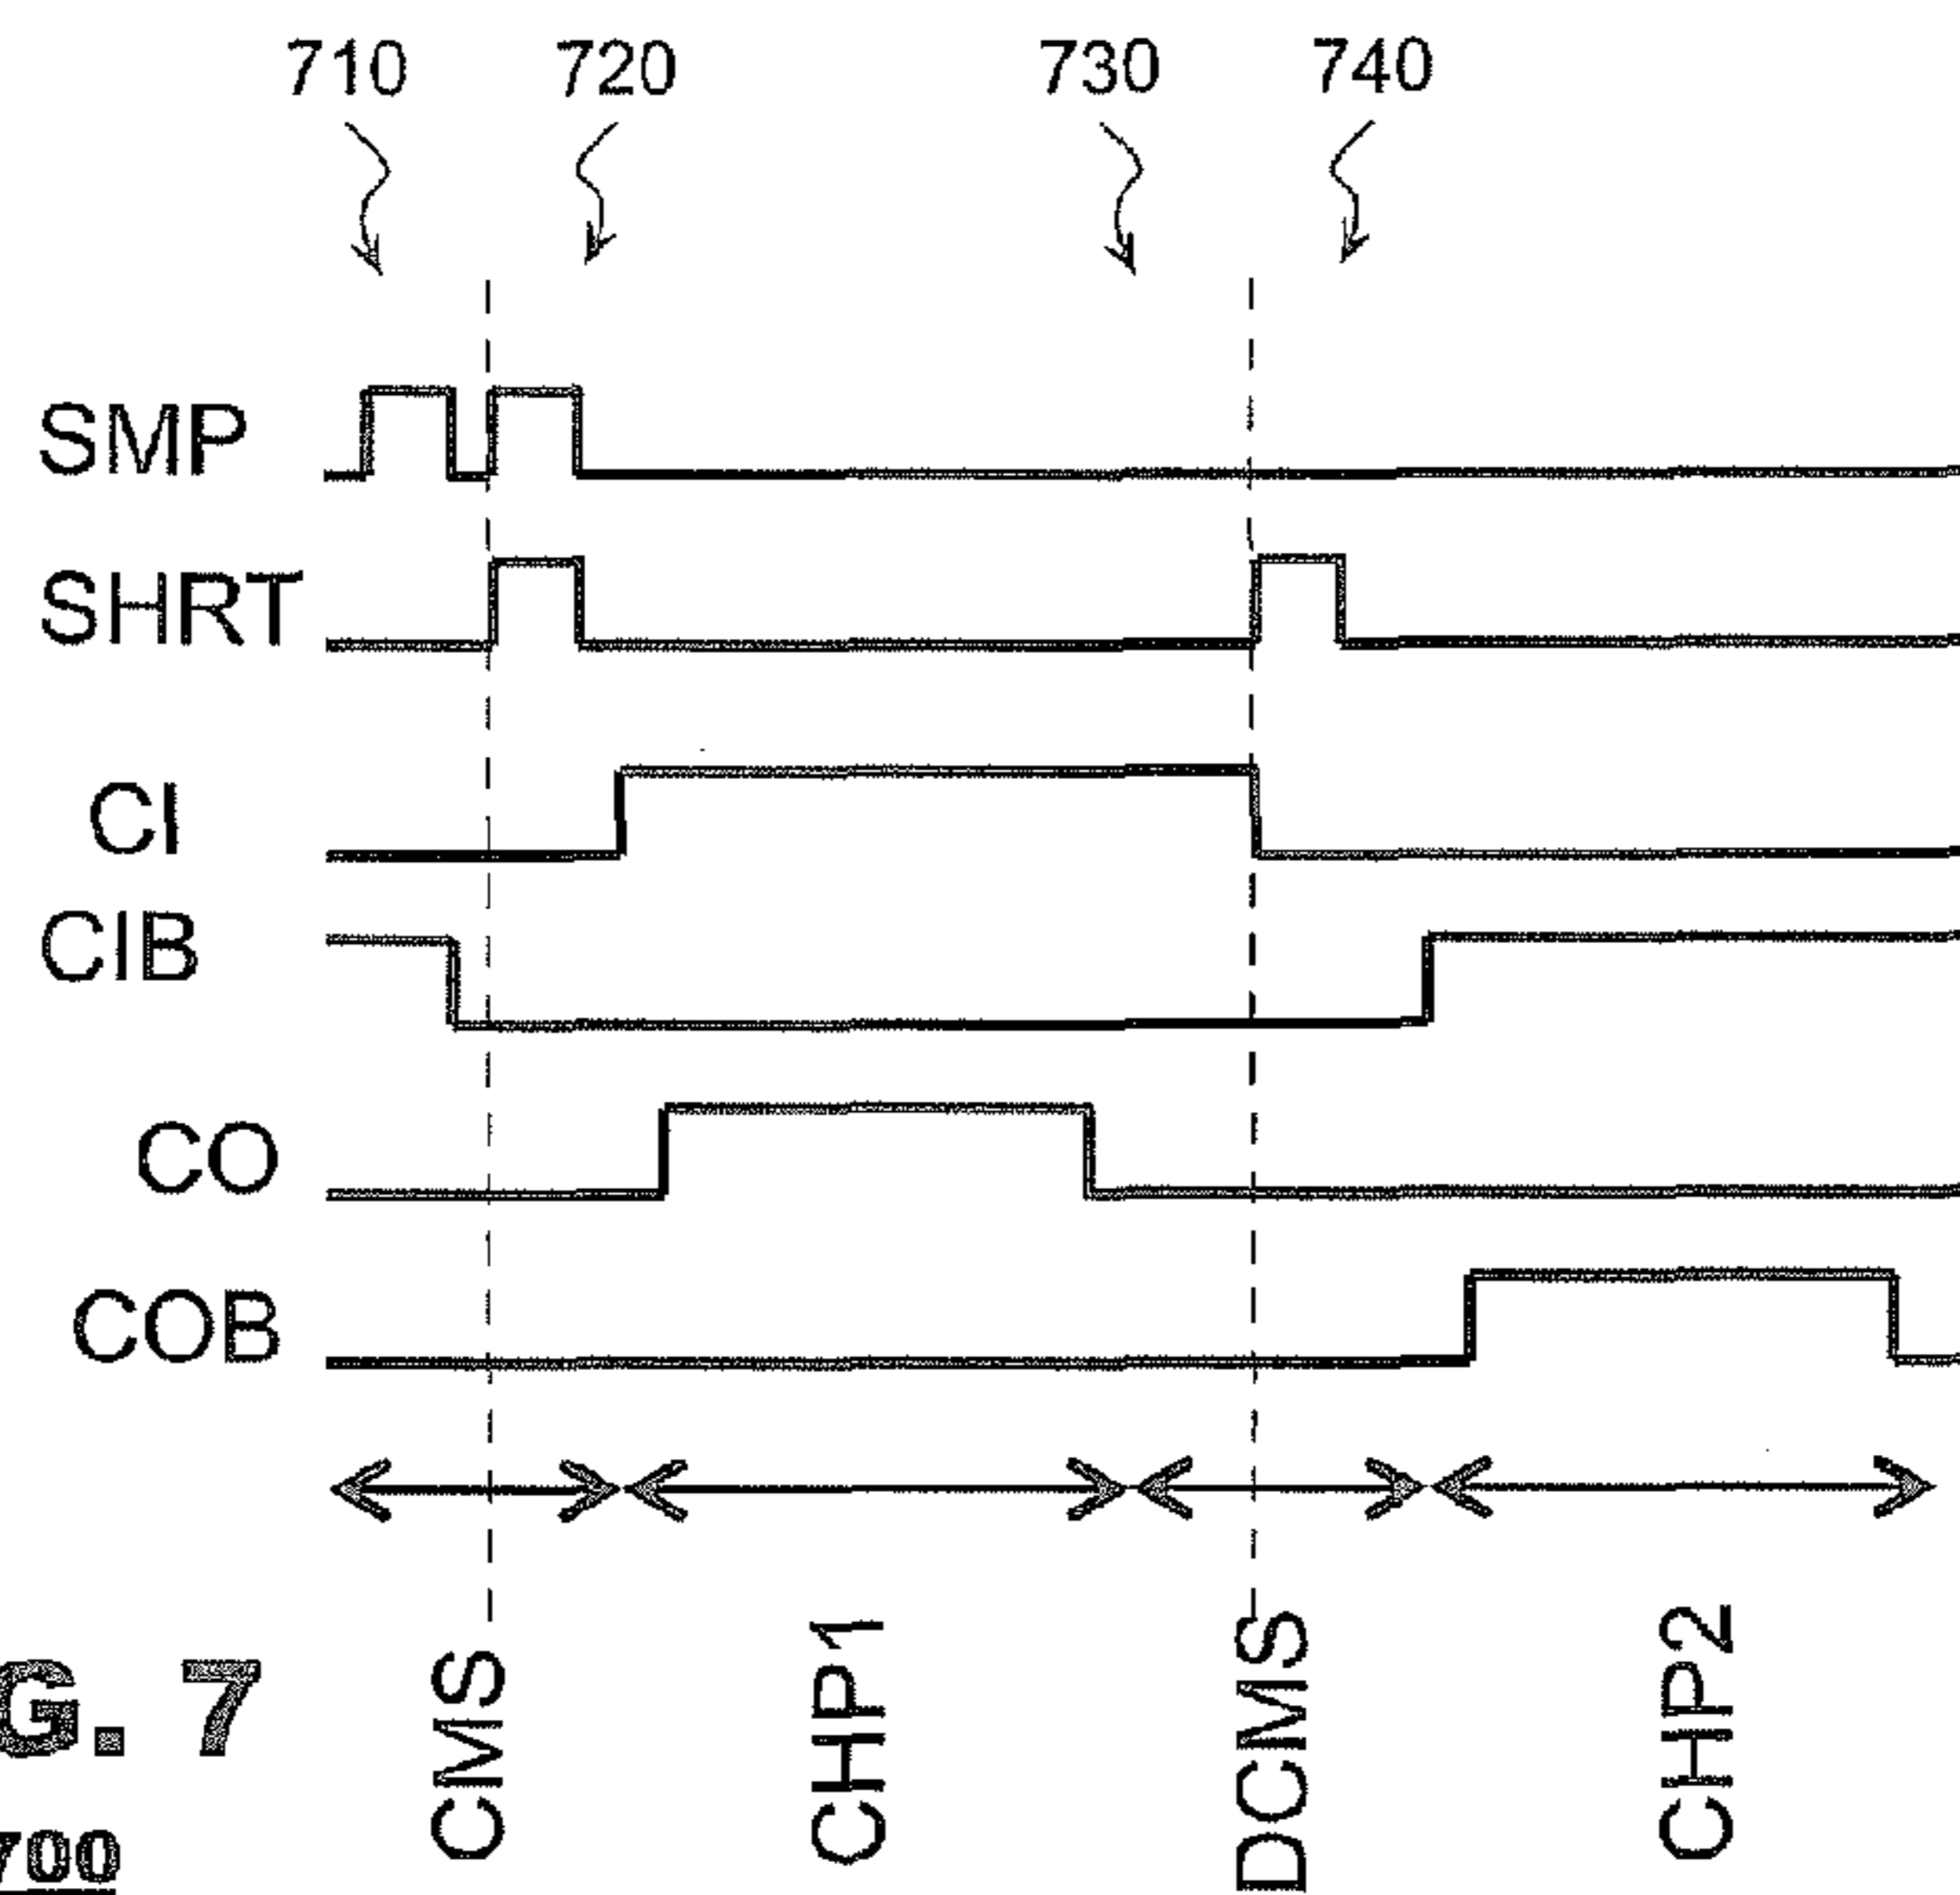 710 720 730 740
SMP
SHRT
CI
CIB
CO
COB
CMS CHP1 DCMS CHP2
G. 7
700